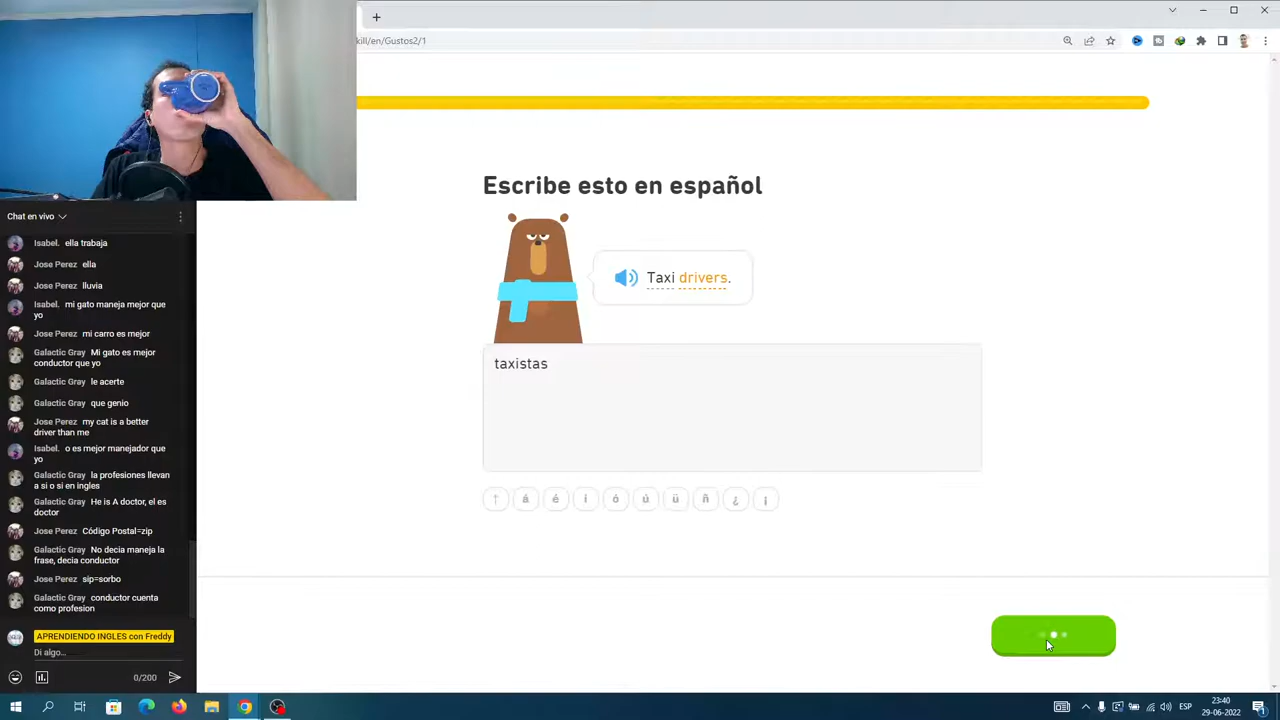 kill/en/Gustos2/1
Escribe esto en español
Taxi drivers.
taxistas
↑ á é í ó ú ü ñ ¿ ¡
Chat en vivo
Isabel. ella trabaja
Jose Perez ella
Jose Perez lluvia
Isabel. mi gato maneja mejor que
yo
Jose Perez mi carro es mejor
Galactic Gray Mi gato es mejor
conductor que yo
Galactic Gray le acerte
Galactic Gray que genio
Jose Perez my cat is a better
driver than me
Isabel. o es mejor manejador que
yo
Galactic Gray la profesiones llevan
a si o si en ingles
Galactic Gray He is A doctor, el es
doctor
Jose Perez Código Postal=zip
Galactic Gray No decia maneja la
frase, decia conductor
Jose Perez sip=sorbo
Galactic Gray conductor cuenta
como profesion
APRENDIENDO INGLES con Freddy
Di algo...
0/200
ESP
23:40
29-06-2022
1